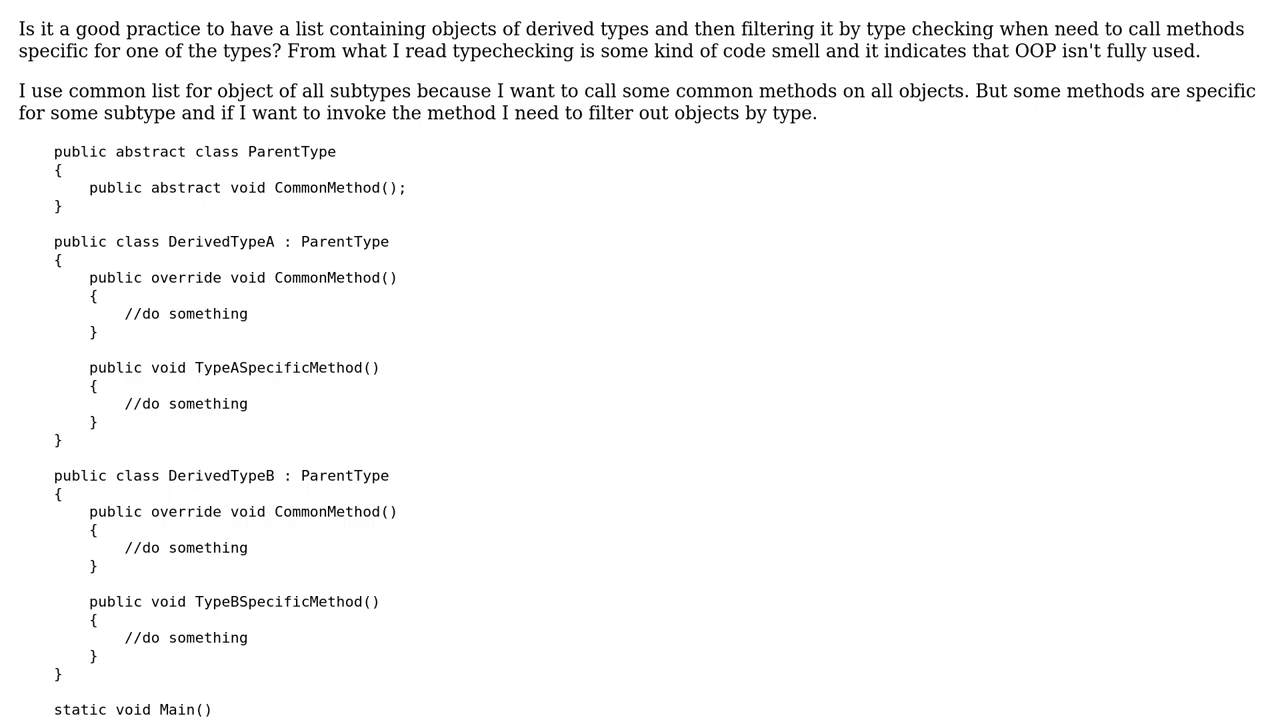 Is it a good practice to have a list containing objects of derived types and then filtering it by type checking when need to call methods
specific for one of the types? From what I read typechecking is some kind of code smell and it indicates that OOP isn't fully used.
I use common list for object of all subtypes because I want to call some common methods on all objects. But some methods are specific
for some subtype and if I want to invoke the method I need to filter out objects by type.
public abstract class ParentType
{
    public abstract void CommonMethod();
}
public class DerivedTypeA : ParentType
{
    public override void CommonMethod()
    {
        //do something
    }
    public void TypeASpecificMethod()
    {
        //do something
    }
}
public class DerivedTypeB : ParentType
{
    public override void CommonMethod()
    {
        //do something
    }
    public void TypeBSpecificMethod()
    {
        //do something
    }
}
static void Main()